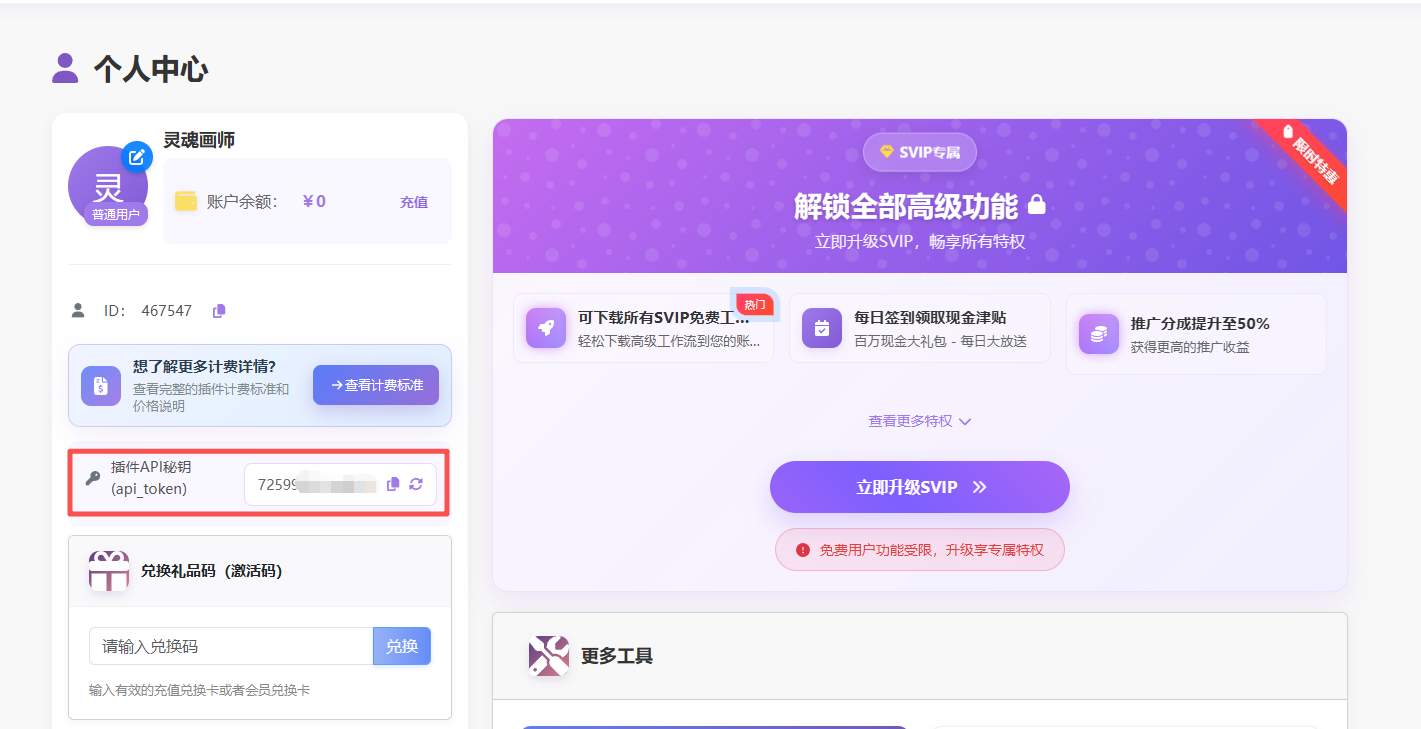 个人中心
灵魂画师
灵
普通用户
账户余额：
¥0
充值
ID： 467547
想了解更多计费详情？
查看完整的插件计费标准和
价格说明
查看计费标准
插件API秘钥
(api_token)
72599
兑换礼品码（激活码）
请输入兑换码
兑换
输入有效的充值兑换卡或者会员兑换卡
SVIP专属
限时特惠
解锁全部高级功能
立即升级SVIP，畅享所有特权
热门
可下载所有SVIP免费工...
轻松下载高级工作流到您的账...
每日签到领取现金津贴
百万现金大礼包 - 每日大放送
推广分成提升至50%
获得更高的推广收益
查看更多特权
立即升级SVIP
免费用户功能受限，升级享专属特权
更多工具